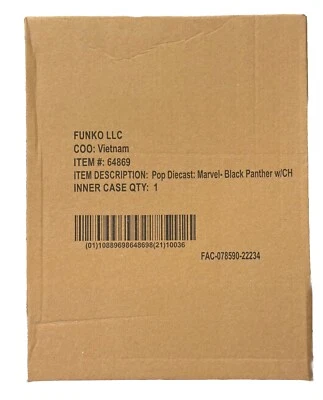 FUNKO LLC
COO: Vietnam
ITEM #: 64869
ITEM DESCRIPTION: Pop Diecast: Marvel- Black Panther w/CH
INNER CASE QTY: 1
(01)10889698648698(21)10036
FAC-078590-22234